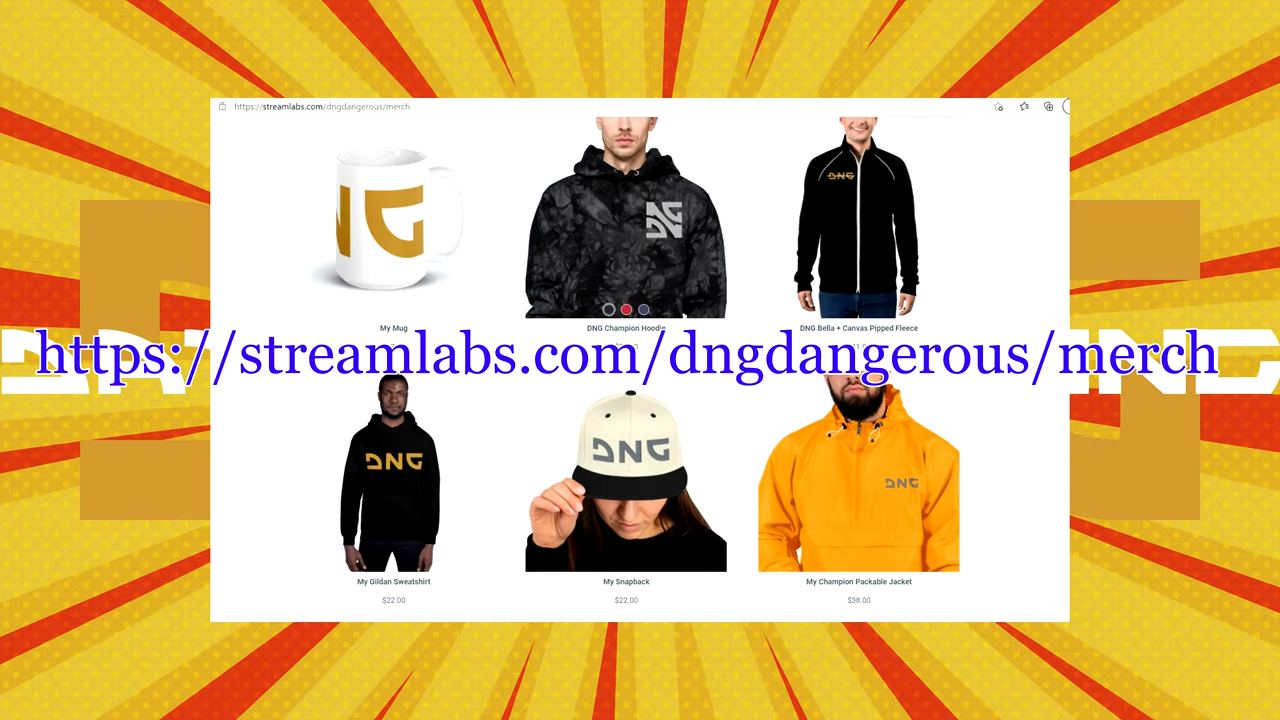 https://streamlabs.com/dngdangerous/merch
NG
DNG
My Mug
DNG Champion Hoodie
DNG Bella + Canvas Pipped Fleece
https://streamlabs.com/dngdangerous/merch
DNG
DNG
DNG
My Gildan Sweatshirt
My Snapback
My Champion Packable Jacket
$22.00
$22.00
$38.00